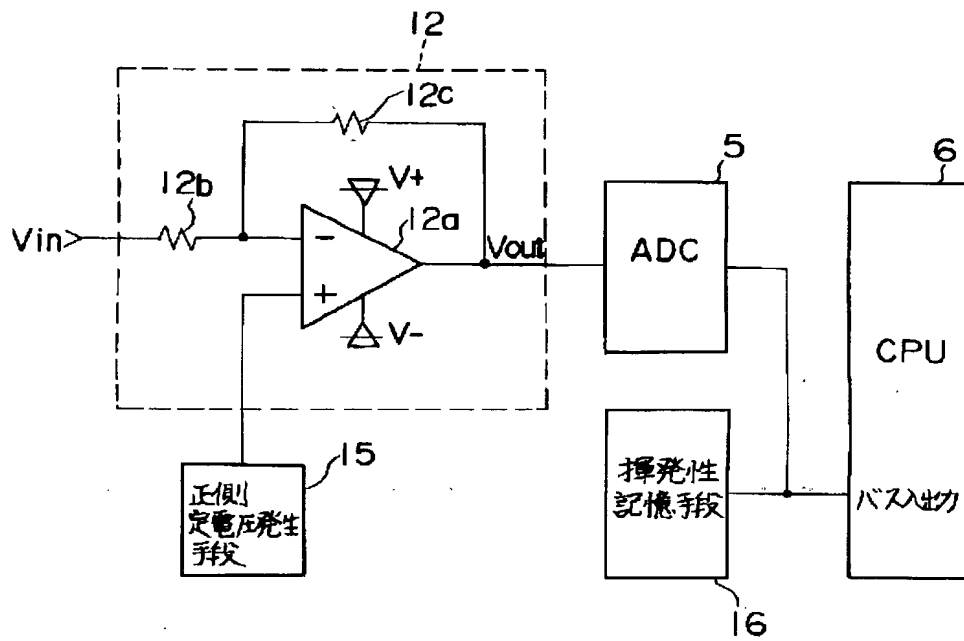 12
12c
12b
V+
12a
Vin
−
+
Vout
V−
5
ADC
6
CPU
バス入出力
15
正側
定電圧発生
手段
揮発性
記憶手段
16